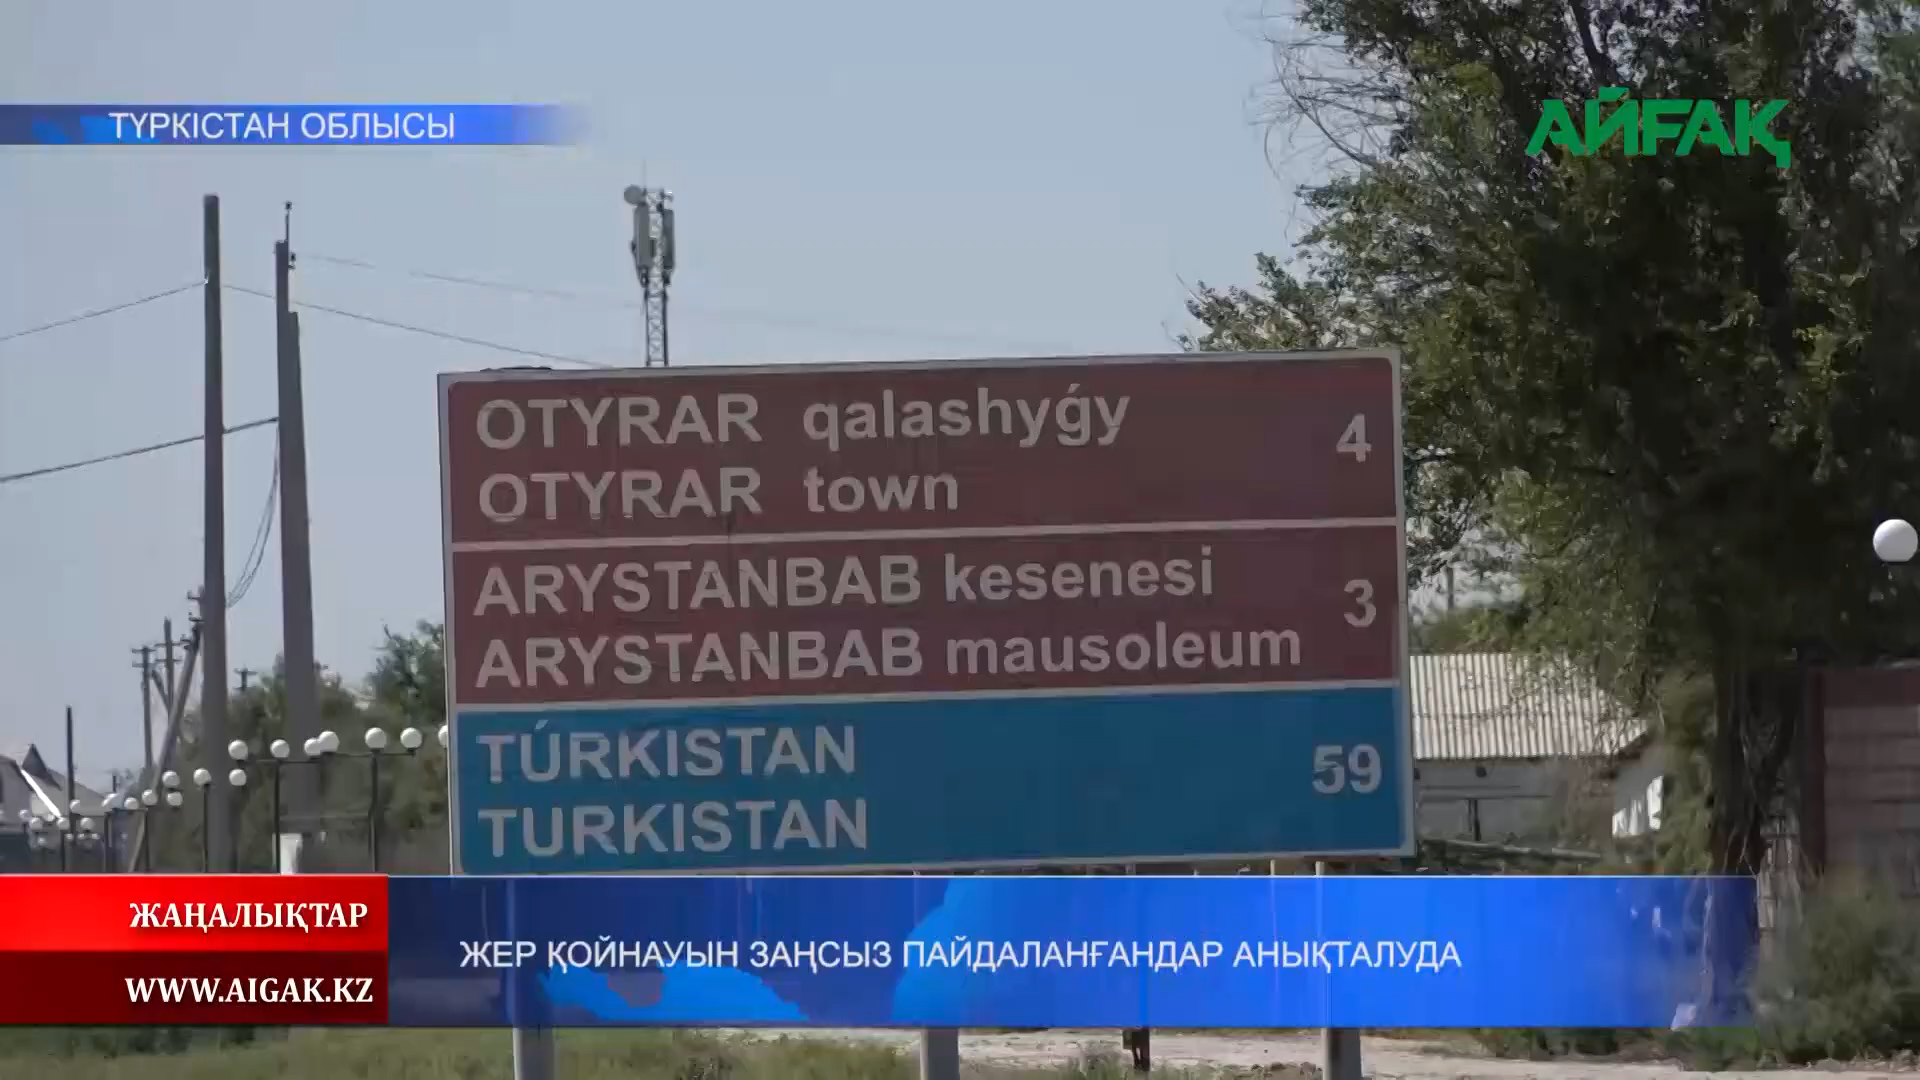 ТҮРКІСТАН ОБЛЫСЫ
АЙҒАҚ
OTYRAR qalashyǵy 4
OTYRAR town
ARYSTANBAB kesenesi 3
ARYSTANBAB mausoleum
TÚRKISTAN 59
TURKISTAN
ЖАҢАЛЫҚТАР
ЖЕР ҚОЙНАУЫН ЗАҢСЫЗ ПАЙДАЛАНҒАНДАР АНЫҚТАЛУДА
WWW.AIGAK.KZ